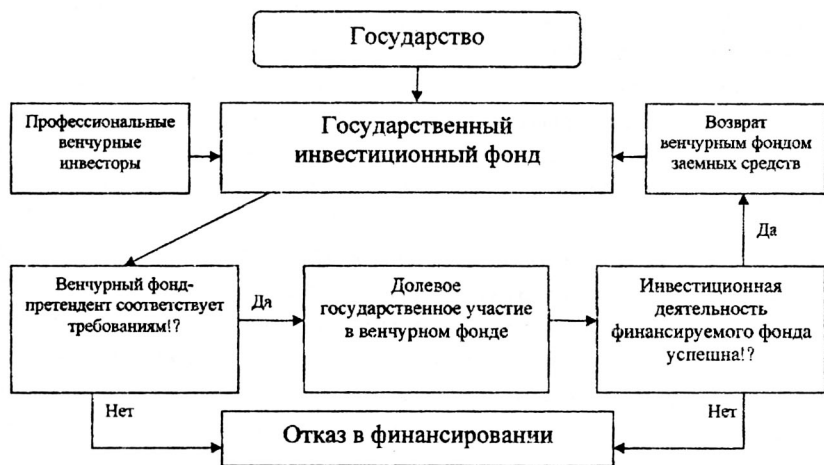 Государство
Профессиональные
венчурные
инвесторы
Государственный
инвестиционный фонд
Возврат
венчурным фондом
заемных средств
Да
Венчурный фонд-
претендент соответствует
требованиям!?
Да
Долевое
государственное участие
в венчурном фонде
Инвестиционная
деятельность
финансируемого фонда
успешна!?
Нет
Отказ в финансировании
Нет